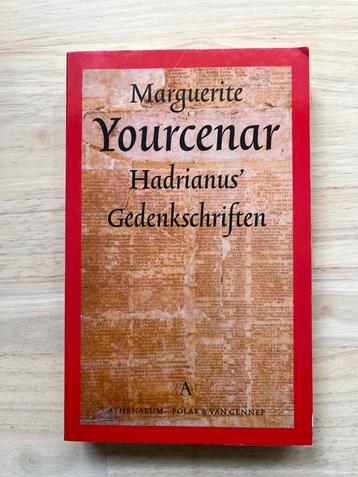 Marguerite
Yourcenar
Hadrianus'
Gedenkschriften
A
ATHENAEUM – POLAK & VAN GENNEP